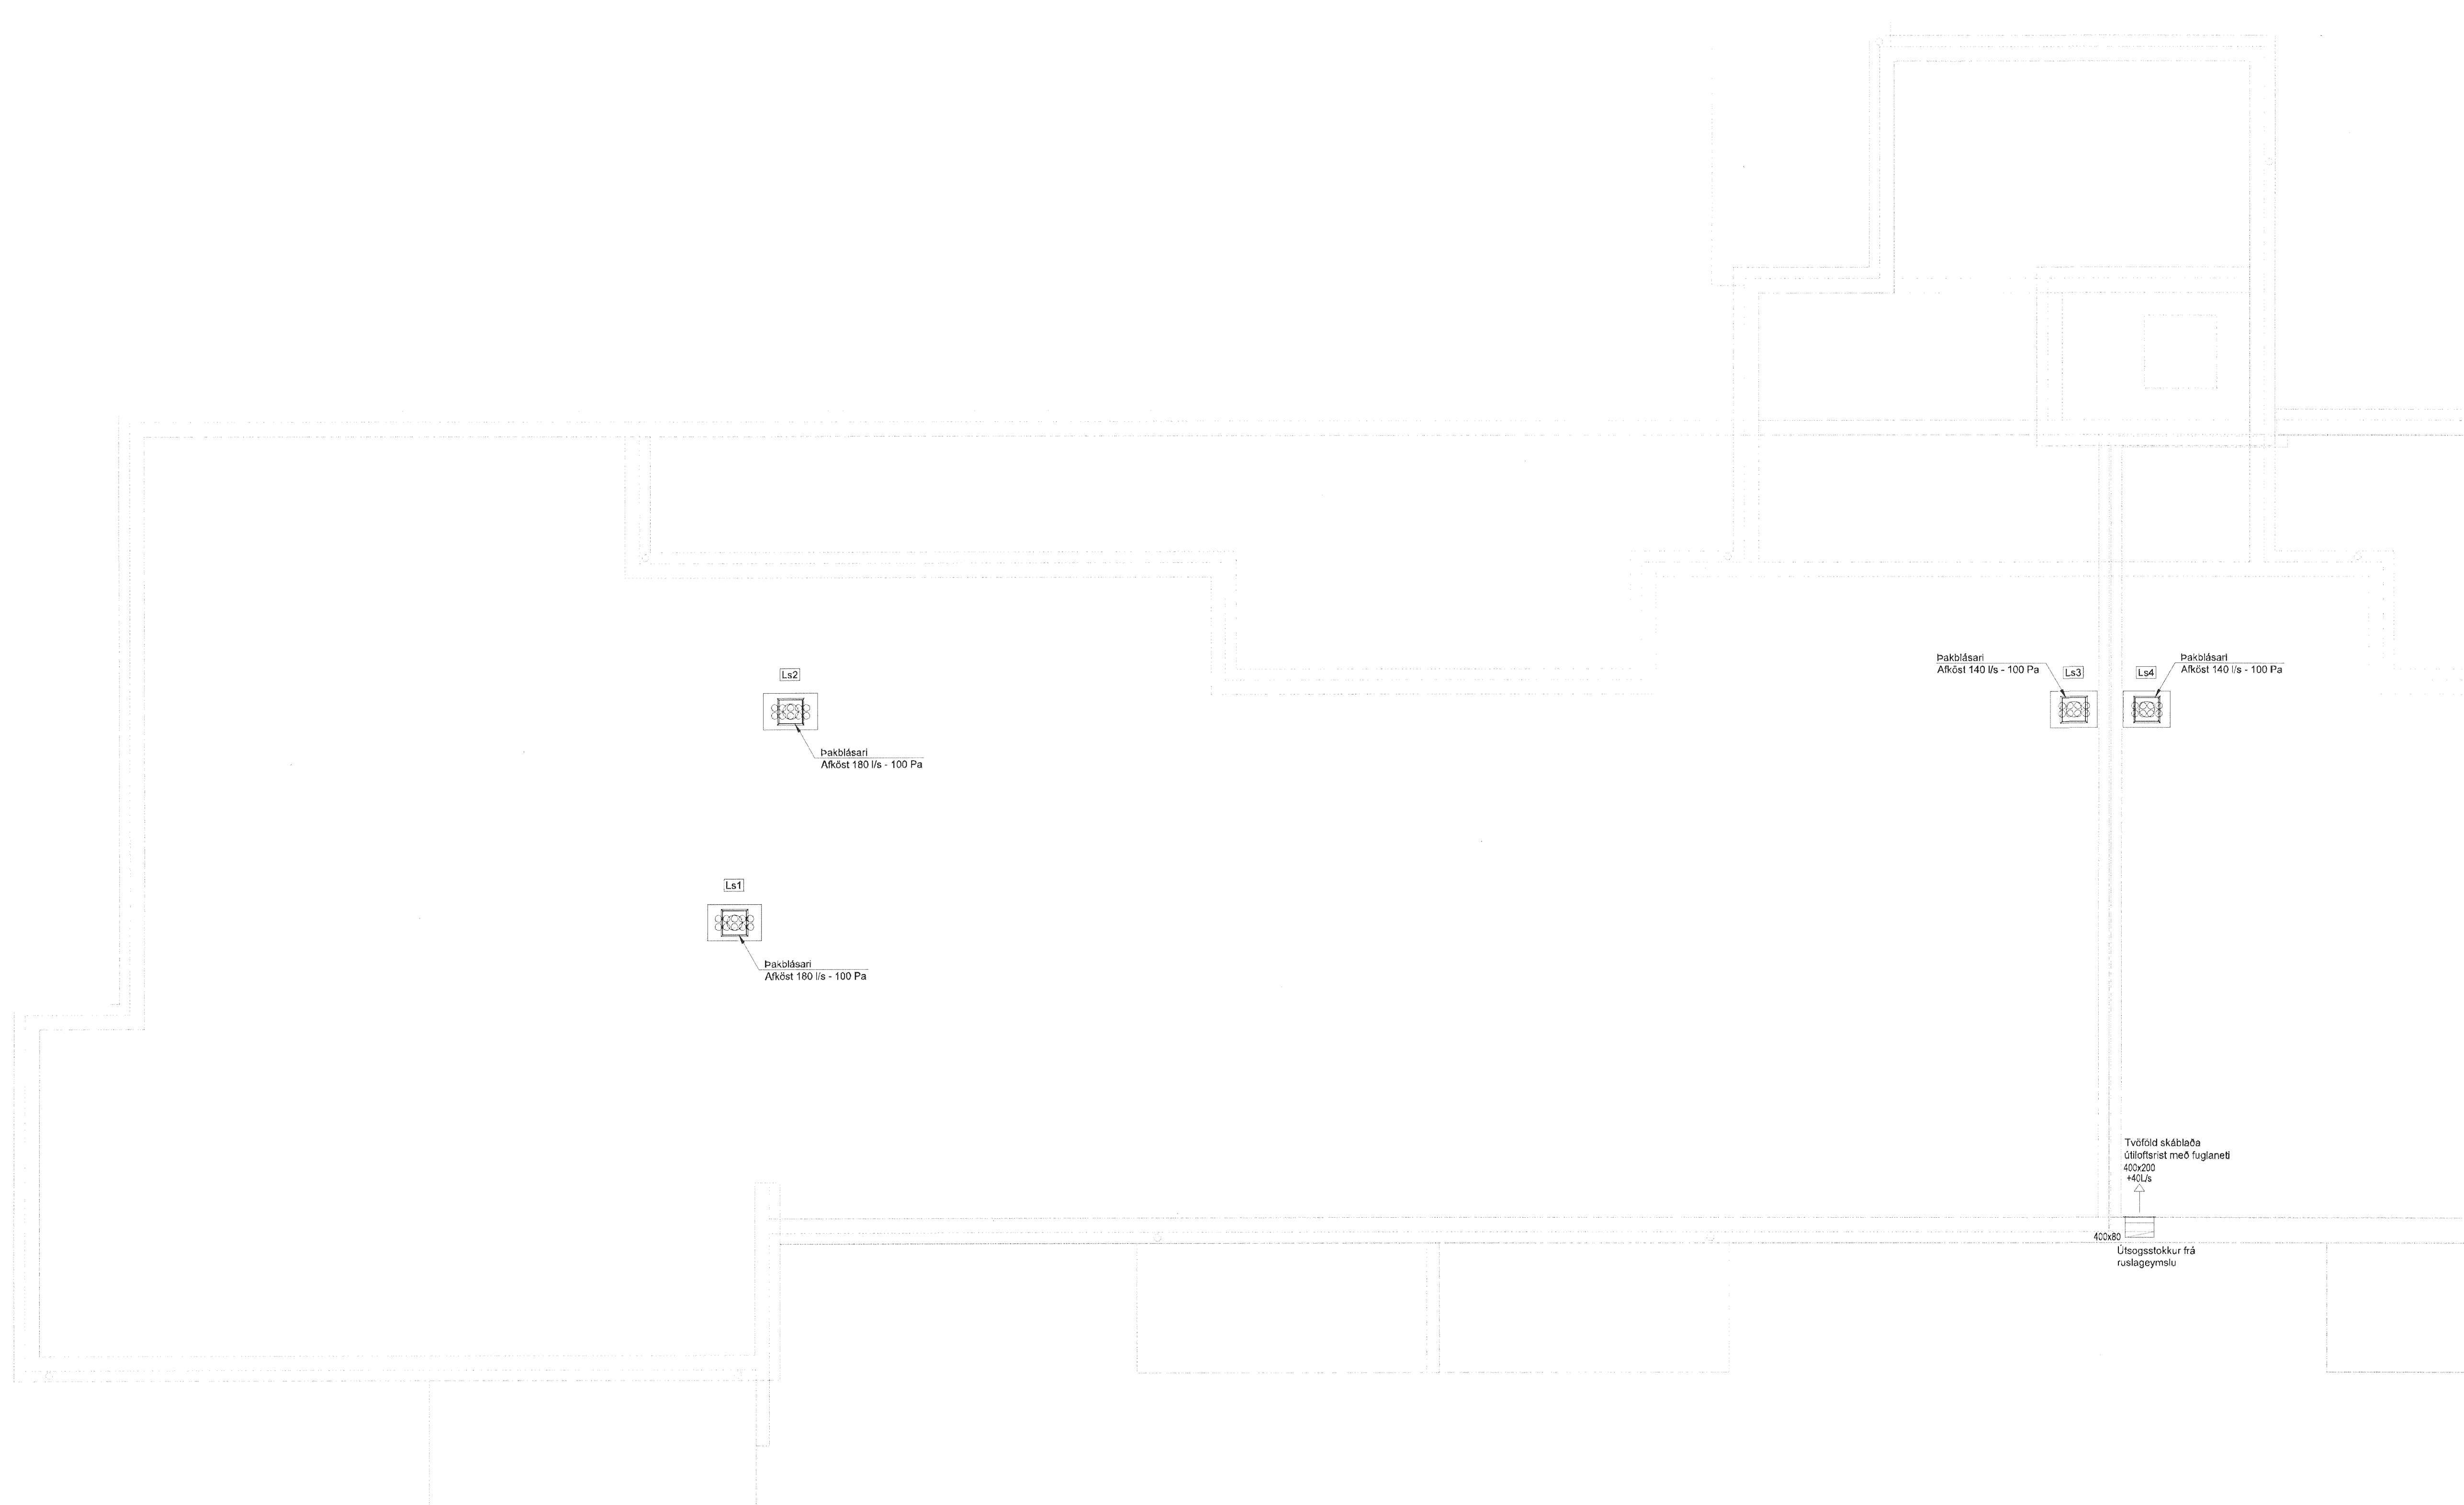 Þakblásari
Afköst 140 l/s - 100 Pa
Ls3
Ls4
Þakblásari
Afköst 140 l/s - 100 Pa
Ls2
Þakblásari
Afköst 180 l/s - 100 Pa
Ls1
Þakblásari
Afköst 180 l/s - 100 Pa
Tvöföld skáblaða
útiloftsrist með fuglaneti
400x200
+40L/s
400x80
Útsogsstokkur frá
ruslageymslu